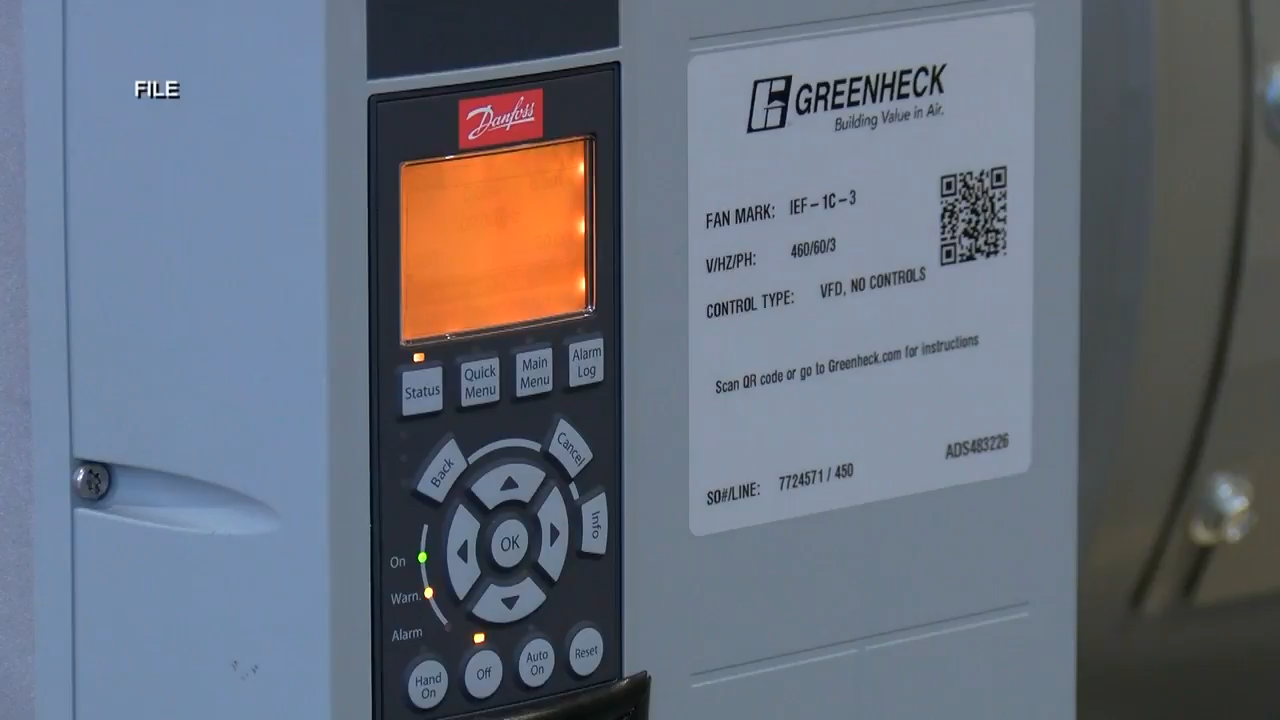 FILE
Danfoss
Status
Quick
Menu
Main
Menu
Alarm
Log
Back
Cancel
Info
OK
On
Warn.
Alarm
Hand
On
Off
Auto
On
Reset
GREENHECK
Building Value in Air.
FAN MARK: IEF-1C-3
V/HZ/PH: 460/60/3
CONTROL TYPE: VFD, NO CONTROLS
Scan QR code or go to Greenheck.com for instructions
ADS483226
SO#/LINE: 7724571 / 450